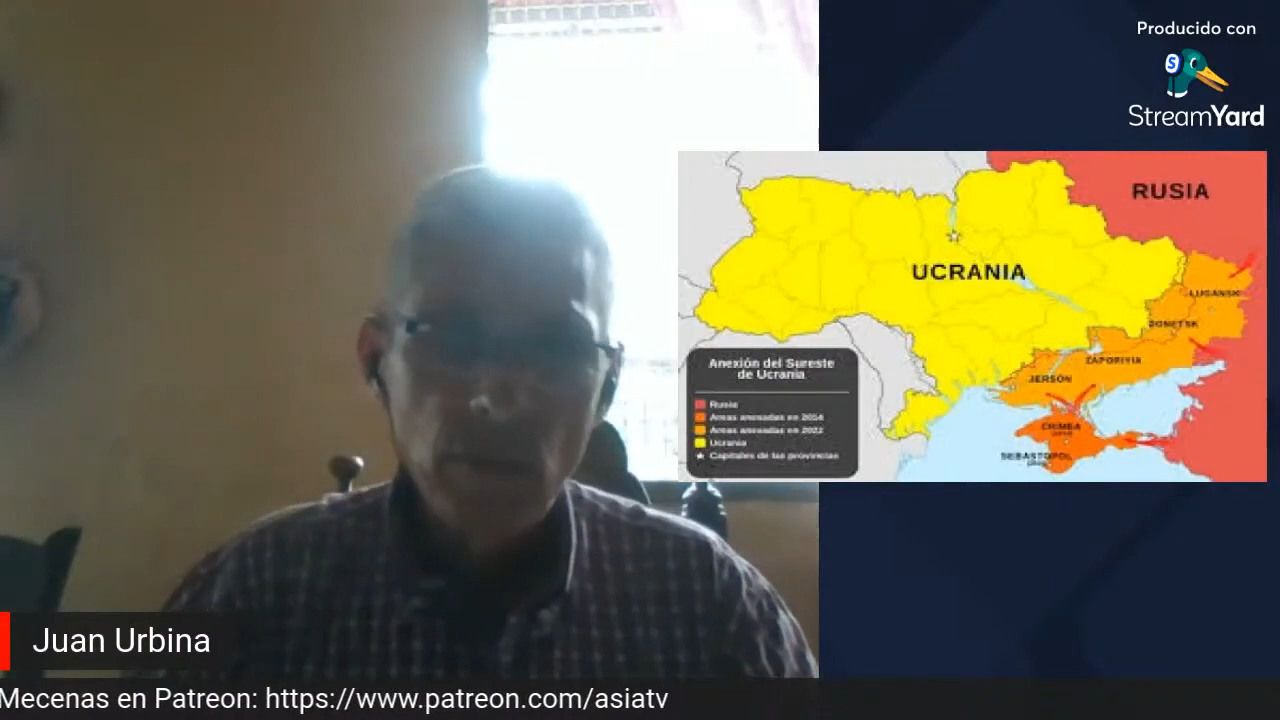 Producido con
StreamYard
RUSIA
UCRANIA
LUGANSK
DONETSK
ZAPORIYIA
JERSÓN
CRIMEA
SEBASTOPOL
Anexión del Sureste
de Ucrania
Rusia
Áreas anexadas en 2014
Áreas anexadas en 2022
Ucrania
Capitales de las provincias
Juan Urbina
Mecenas en Patreon: https://www.patreon.com/asiatv